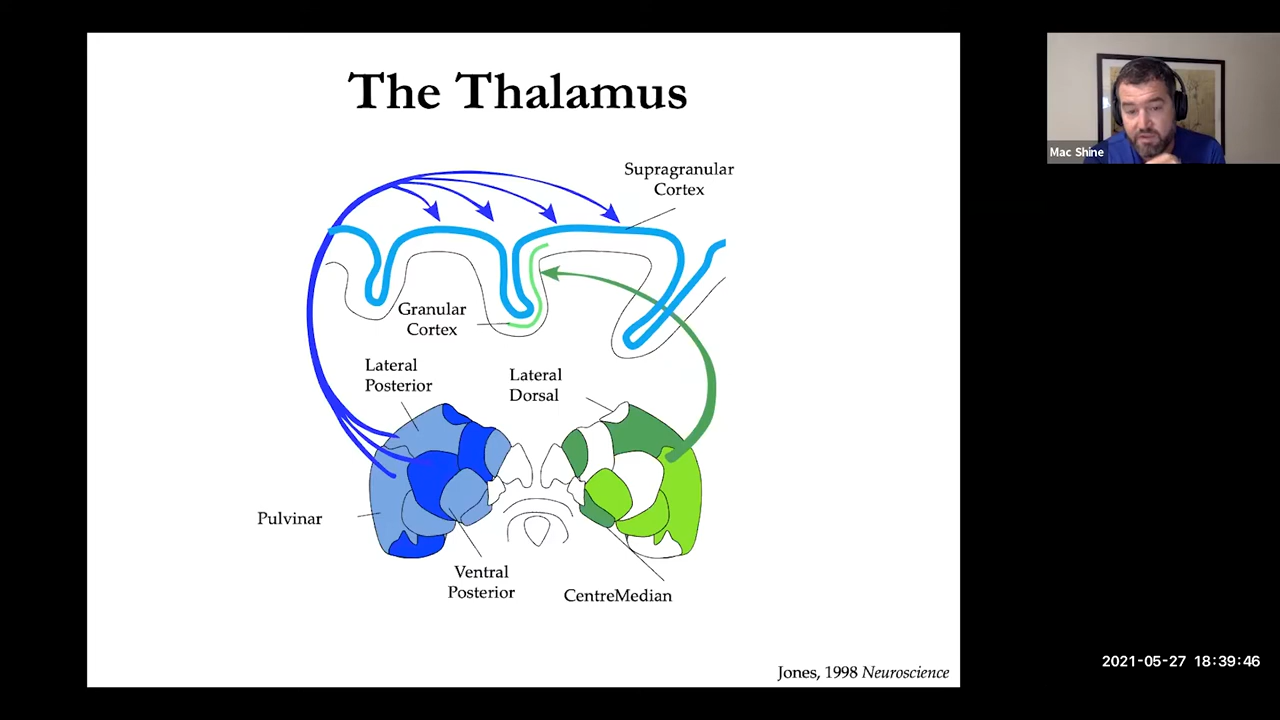 The Thalamus
Mac Shine
Supragranular
Cortex
Granular
Cortex
Lateral
Posterior
Lateral
Dorsal
Pulvinar
Ventral
Posterior
CentreMedian
2021-05-27 18:39:46
Jones, 1998 Neuroscience